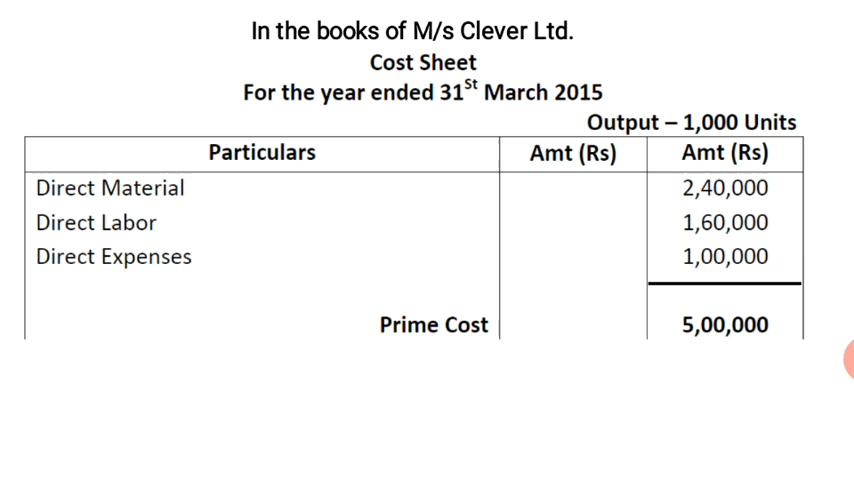 In the books of M/s Clever Ltd.
Cost Sheet
For the year ended 31St March 2015
Output – 1,000 Units
Particulars Amt (Rs) Amt (Rs)
Direct Material 2,40,000
Direct Labor 1,60,000
Direct Expenses 1,00,000
Prime Cost 5,00,000